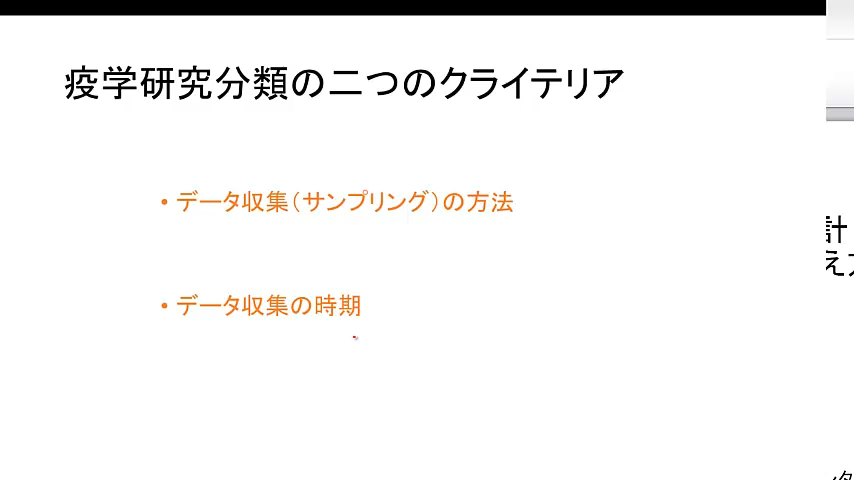 疫学研究分類の二つのクライテリア
• データ収集（サンプリング）の方法
• データ収集の時期
計
え